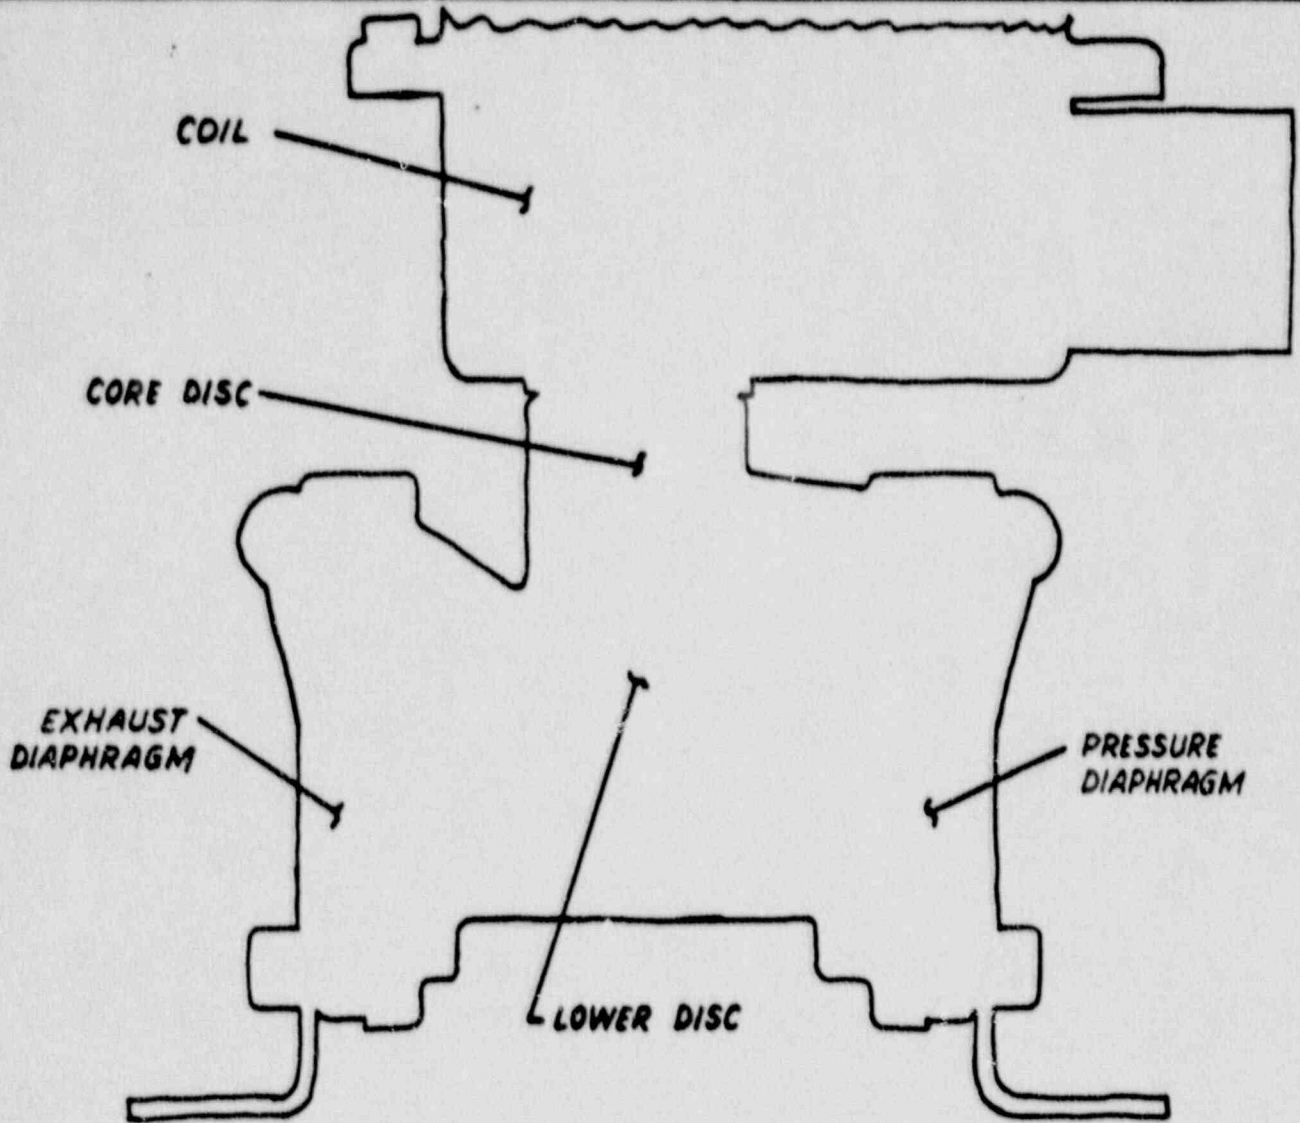 COIL
CORE DISC
EXHAUST
DIAPHRAGM
PRESSURE
DIAPHRAGM
LOWER DISC